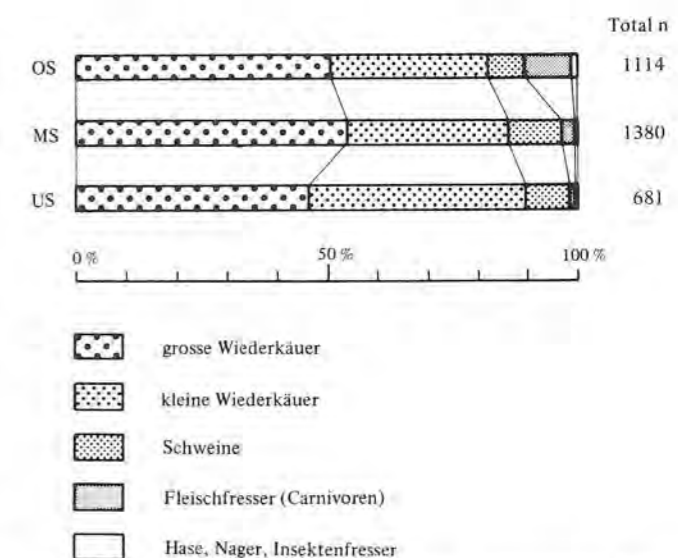 Total n
OS 1114
MS 1380
US 681
0 % 50 % 100 %
grosse Wiederkäuer
kleine Wiederkäuer
Schweine
Fleischfresser (Carnivoren)
Hase, Nager, Insektenfresser